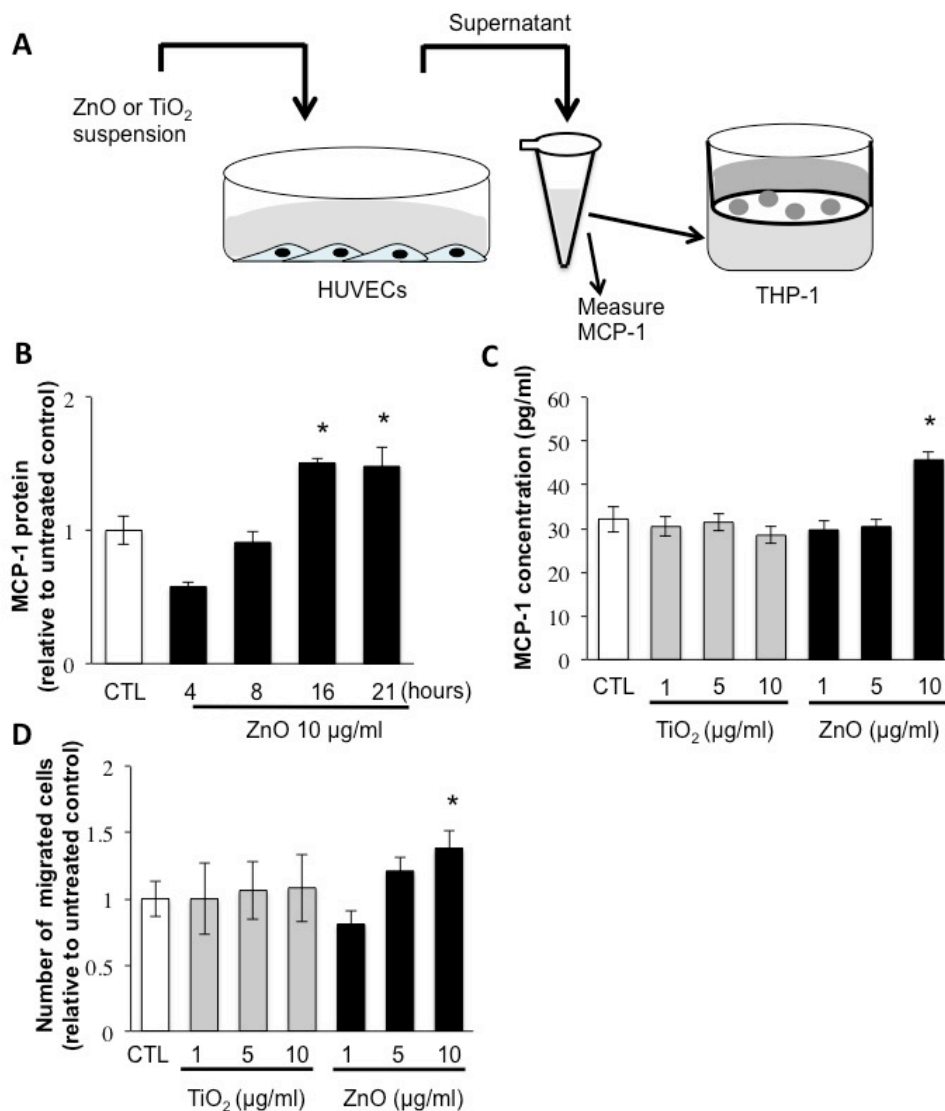 A
Supernatant
ZnO or TiO₂
suspension
HUVECs
Measure
MCP-1
THP-1
B
MCP-1 protein
(relative to untreated control)
2
1
0
*
*
CTL 4 8 16 21 (hours)
ZnO 10 µg/ml
C
MCP-1 concentration (pg/ml)
60
50
40
30
20
10
0
*
CTL 1 5 10 1 5 10
TiO₂ (µg/ml) ZnO (µg/ml)
D
Number of migrated cells
(relative to untreated control)
2
1.5
1
0.5
0
*
CTL 1 5 10 1 5 10
TiO₂ (µg/ml) ZnO (µg/ml)